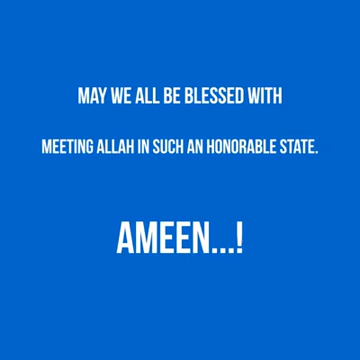 MAY WE ALL BE BLESSED WITH
MEETING ALLAH IN SUCH AN HONORABLE STATE.
AMEEN...!